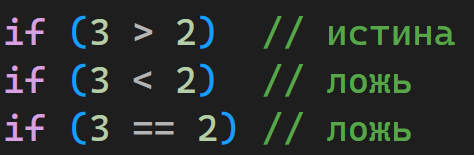 if (3 > 2)  // истина
if (3 < 2)  // ложь
if (3 == 2) // ложь